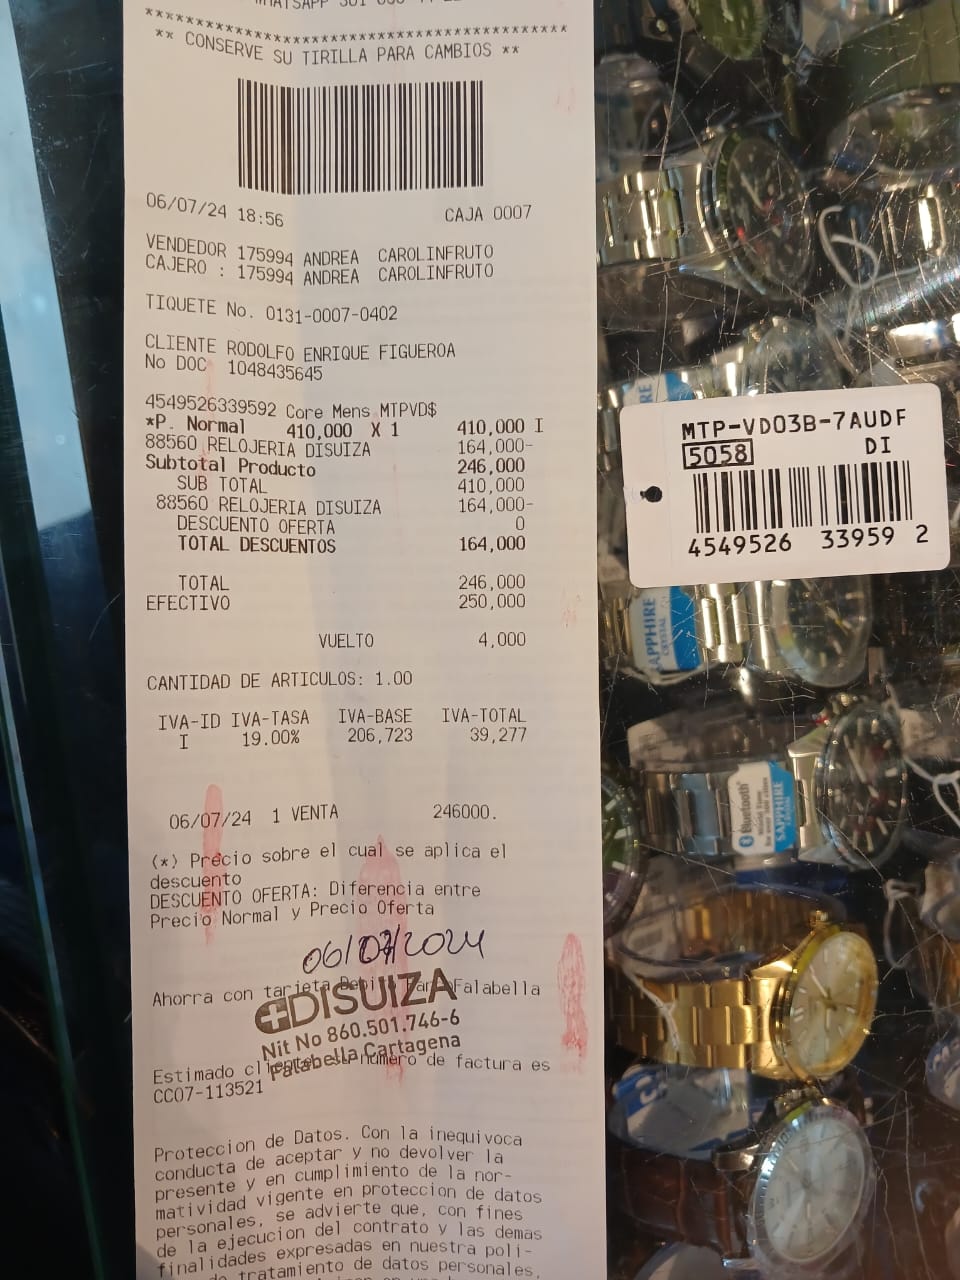 ******************************************
** CONSERVE SU TIRILLA PARA CAMBIOS **
06/07/24 18:56 CAJA 0007
VENDEDOR 175994 ANDREA CAROLINFRUTO
CAJERO : 175994 ANDREA CAROLINFRUTO
TIQUETE No. 0131-0007-0402
CLIENTE RODOLFO ENRIQUE FIGUEROA
No DOC 1048435645
4549526339592 Core Mens MTPVD$
*P. Normal 410,000 X 1 410,000 I
88560 RELOJERIA DISUIZA 164,000-
Subtotal Producto 246,000
SUB TOTAL 410,000
88560 RELOJERIA DISUIZA 164,000-
DESCUENTO OFERTA 0
TOTAL DESCUENTOS 164,000
TOTAL 246,000
EFECTIVO 250,000
VUELTO 4,000
CANTIDAD DE ARTICULOS: 1.00
IVA-ID IVA-TASA IVA-BASE IVA-TOTAL
I 19.00% 206,723 39,277
06/07/24 1 VENTA 246000.
(*) Precio sobre el cual se aplica el
descuento
DESCUENTO OFERTA: Diferencia entre
Precio Normal y Precio Oferta
06/07/2024
Ahorra con tarjeta Debito Falabella
DISUIZA
Nit No 860.501.746-6
Falabella Cartagena
Estimado cliente su numero de factura es
CC07-113521
Proteccion de Datos. Con la inequivoca
conducta de aceptar y no devolver la
presente y en cumplimiento de la nor-
matividad vigente en proteccion de datos
personales, se advierte que, con fines
de la ejecucion del contrato y las demas
finalidades expresadas en nuestra poli-
tratamiento de datos personales,
MTP-VD03B-7AUDF
5058 DI
4549526 33959 2
SAPPHIRE
CRYSTAL
Bluetooth
SAPPHIRE